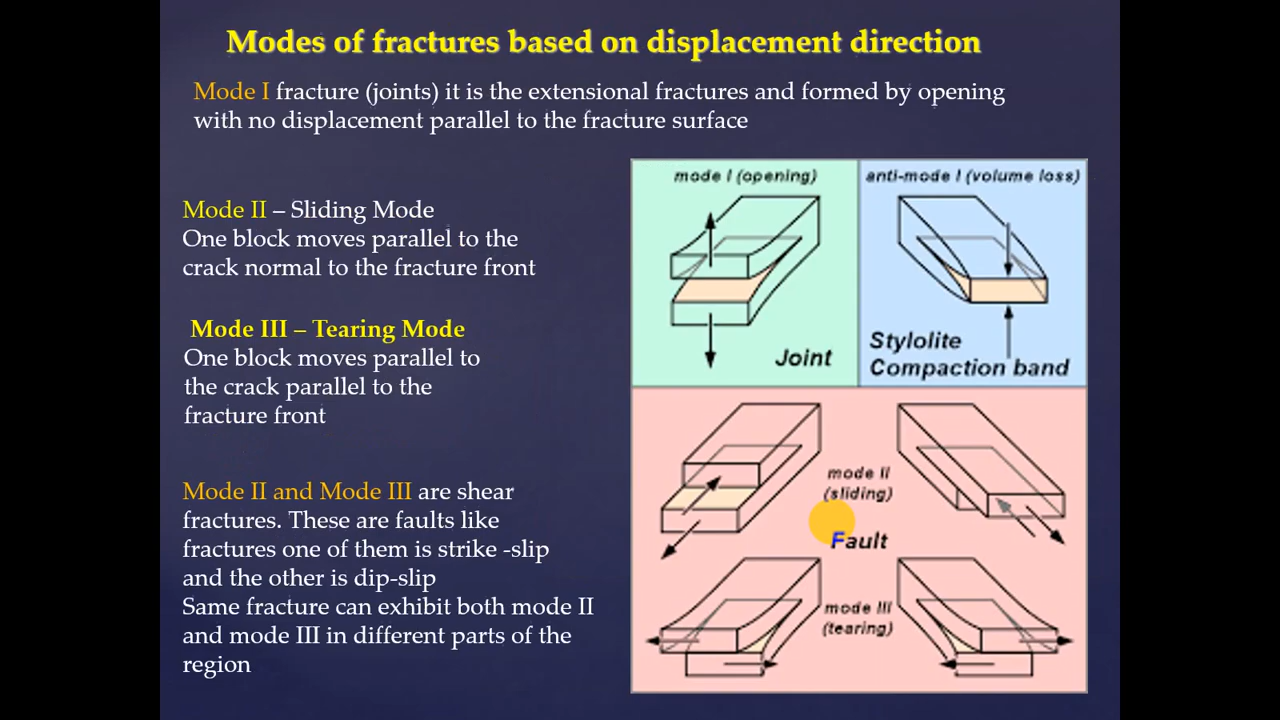 Modes of fractures based on displacement direction
Mode I fracture (joints) it is the extensional fractures and formed by opening
with no displacement parallel to the fracture surface
Mode II – Sliding Mode
One block moves parallel to the
crack normal to the fracture front
Mode III – Tearing Mode
One block moves parallel to
the crack parallel to the
fracture front
Mode II and Mode III are shear
fractures. These are faults like
fractures one of them is strike -slip
and the other is dip-slip
Same fracture can exhibit both mode II
and mode III in different parts of the
region
mode I (opening)
Joint
anti-mode I (volume loss)
Stylolite
Compaction band
mode II
(sliding)
Fault
mode III
(tearing)